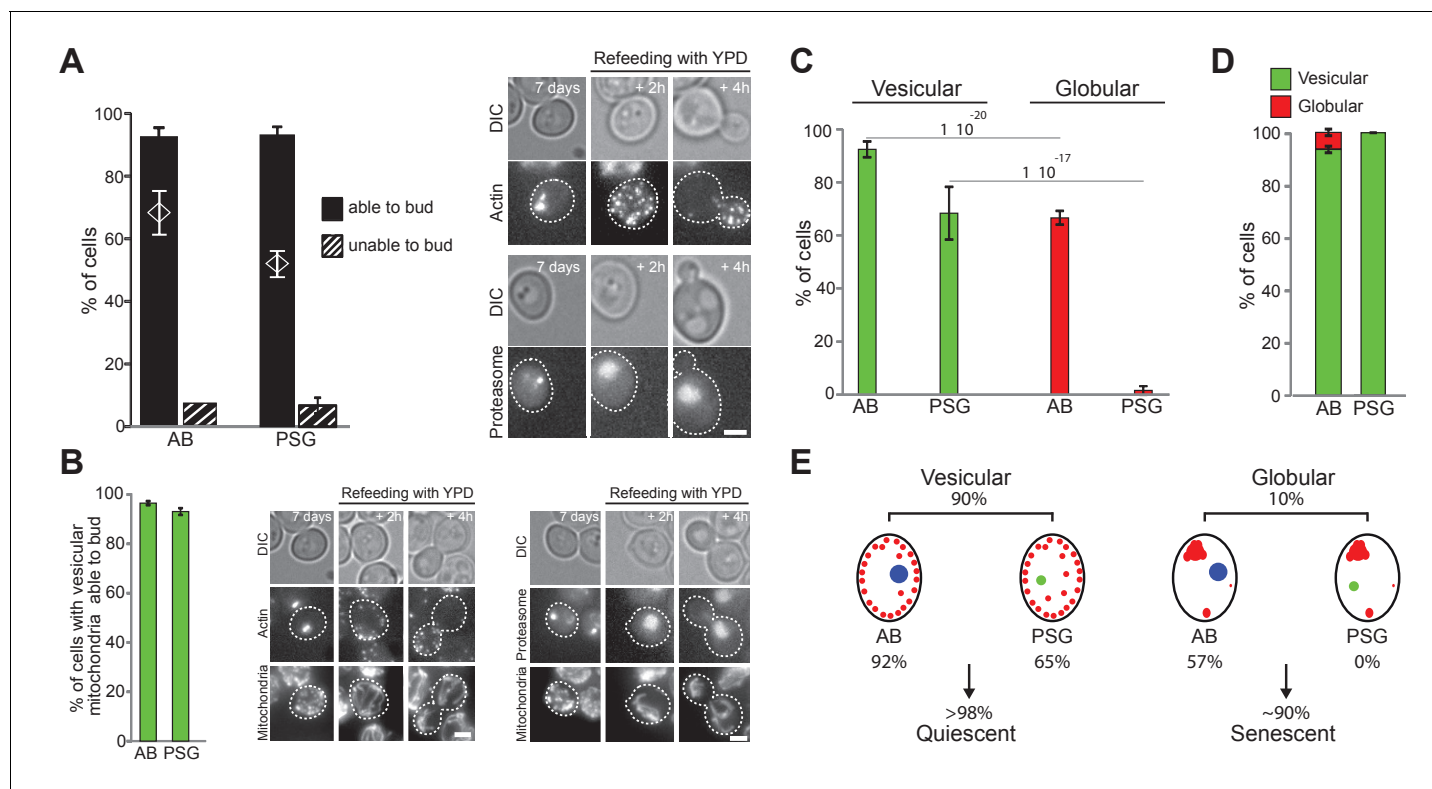 A
% of cells
100
80
60
40
20
0
AB
PSG
able to bud
unable to bud
Refeeding with YPD
DIC
7 days
+ 2h
+ 4h
Actin
DIC
7 days
+ 2h
+ 4h
Proteasome
B
% of cells with vesicular
mitochondria able to bud
100
80
60
40
20
0
AB PSG
Refeeding with YPD
DIC
7 days
+ 2h
+ 4h
Actin
Mitochondria
Refeeding with YPD
DIC
7 days
+ 2h
+ 4h
Proteasome
Mitochondria
C
Vesicular
Globular
% of cells
100
80
60
40
20
0
1 10 -20
1 10 -17
AB
PSG
AB
PSG
D
Vesicular
Globular
% of cells
100
80
60
40
20
0
AB PSG
E
Vesicular
90%
Globular
10%
AB
PSG
AB
PSG
92%
65%
57%
0%
>98%
Quiescent
~90%
Senescent